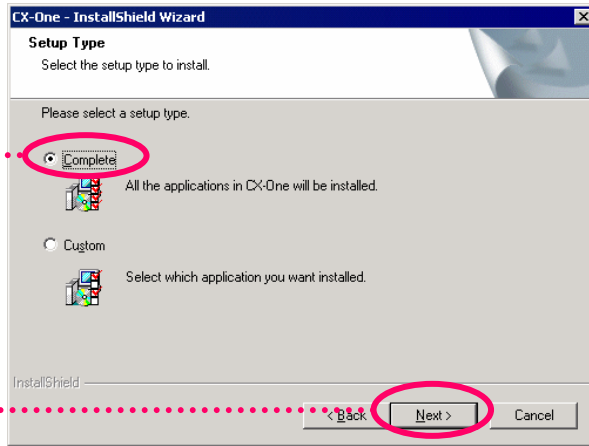 CX-One - InstallShield Wizard
Setup Type
Select the setup type to install.
Please select a setup type.
Complete
All the applications in CX-One will be installed.
Custom
Select which application you want installed.
InstallShield
< Back Next > Cancel